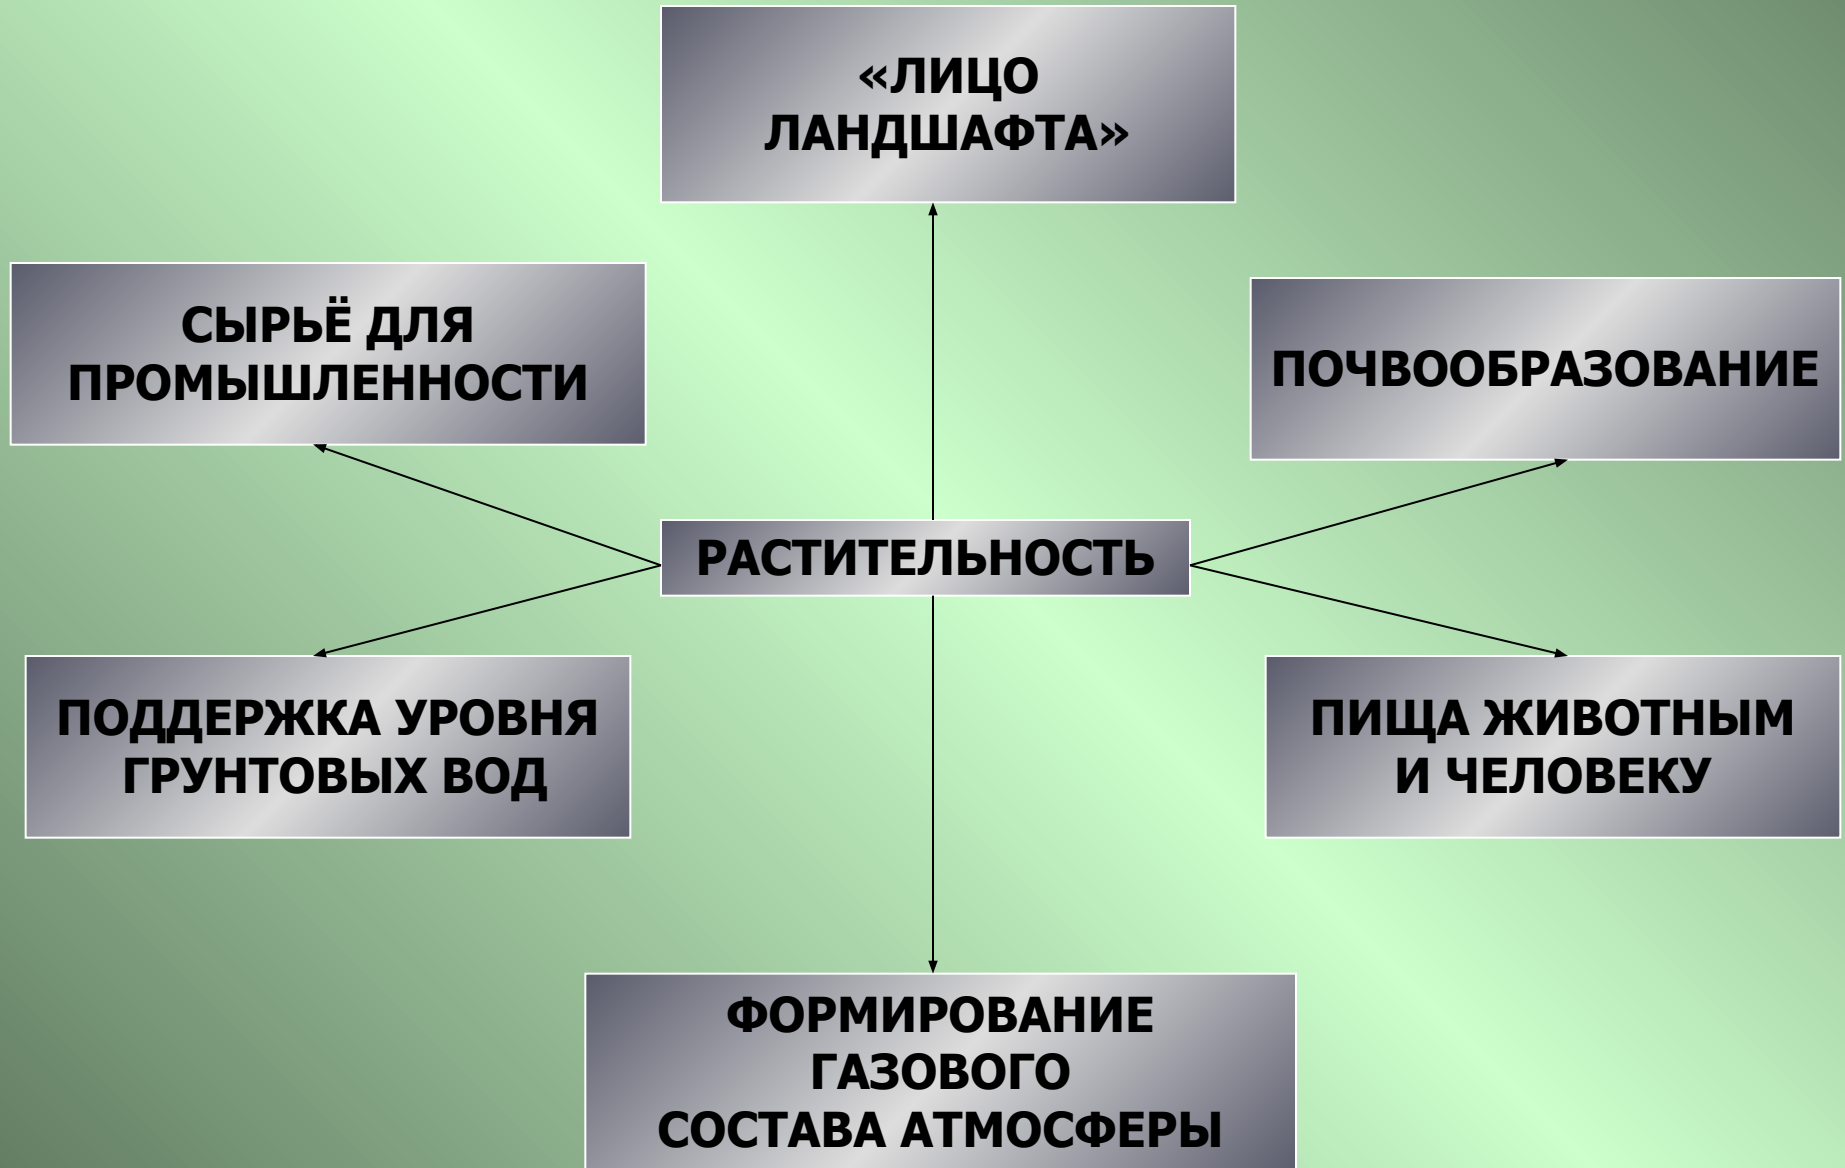 «ЛИЦО
ЛАНДШАФТА»
СЫРЬЁ ДЛЯ
ПРОМЫШЛЕННОСТИ
ПОЧВООБРАЗОВАНИЕ
РАСТИТЕЛЬНОСТЬ
ПОДДЕРЖКА УРОВНЯ
ГРУНТОВЫХ ВОД
ПИЩА ЖИВОТНЫМ
И ЧЕЛОВЕКУ
ФОРМИРОВАНИЕ
ГАЗОВОГО
СОСТАВА АТМОСФЕРЫ